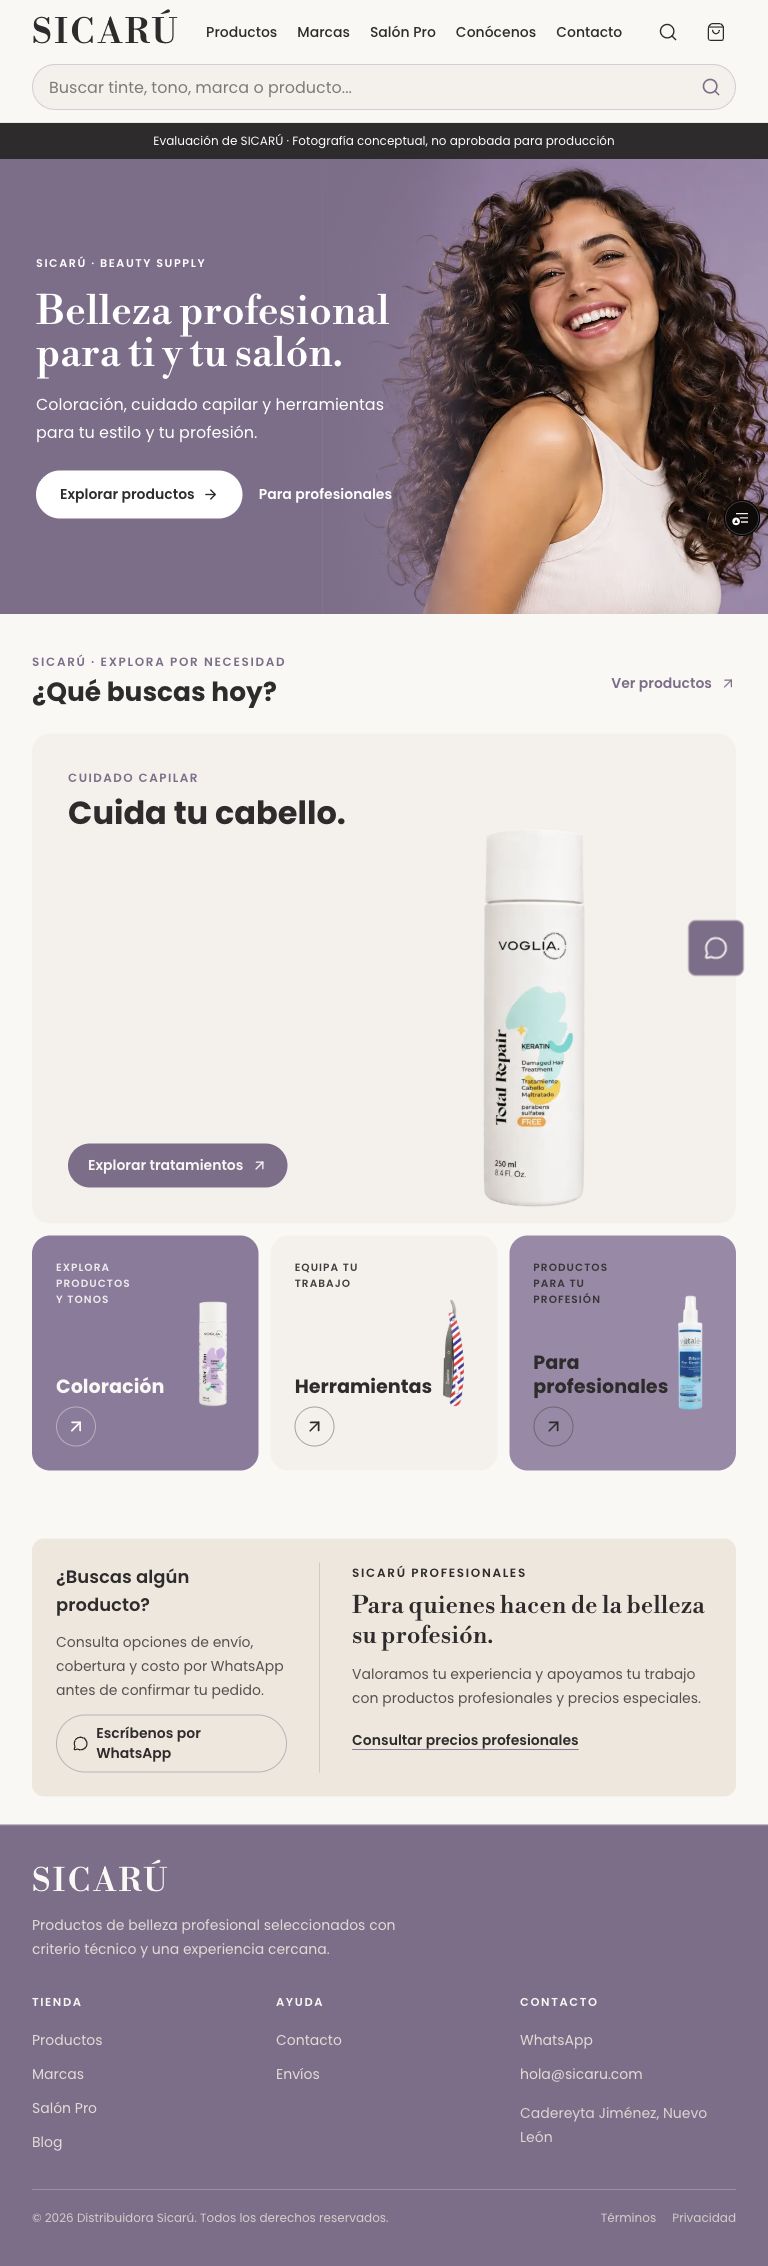 SICARÚ
Productos Marcas Salón Pro Conócenos Contacto
Buscar tinte, tono, marca o producto...
Evaluación de SICARÚ · Fotografía conceptual, no aprobada para producción
SICARÚ · BEAUTY SUPPLY
Belleza profesional
para ti y tu salón.
Coloración, cuidado capilar y herramientas
para tu estilo y tu profesión.
Explorar productos
Para profesionales
SICARÚ · EXPLORA POR NECESIDAD
¿Qué buscas hoy?
Ver productos
CUIDADO CAPILAR
Cuida tu cabello.
VOGLIA.
Total Repair
KERATIN
Damaged Hair
Treatment
Tratamiento
Cabello
Maltratado
parabens
sulfates
FREE
250 ml
8.4 Fl. Oz.
Explorar tratamientos
EXPLORA
PRODUCTOS
Y TONOS
VOGLIA
Coloración
EQUIPA TU
TRABAJO
Herramientas
PRODUCTOS
PARA TU
PROFESIÓN
Para
profesionales
¿Buscas algún
producto?
Consulta opciones de envío,
cobertura y costo por WhatsApp
antes de confirmar tu pedido.
Escríbenos por
WhatsApp
SICARÚ PROFESIONALES
Para quienes hacen de la belleza
su profesión.
Valoramos tu experiencia y apoyamos tu trabajo
con productos profesionales y precios especiales.
Consultar precios profesionales
SICARÚ
Productos de belleza profesional seleccionados con
criterio técnico y una experiencia cercana.
TIENDA
Productos
Marcas
Salón Pro
Blog
AYUDA
Contacto
Envíos
CONTACTO
WhatsApp
hola@sicaru.com
Cadereyta Jiménez, Nuevo
León
© 2026 Distribuidora Sicarú. Todos los derechos reservados.
Términos Privacidad